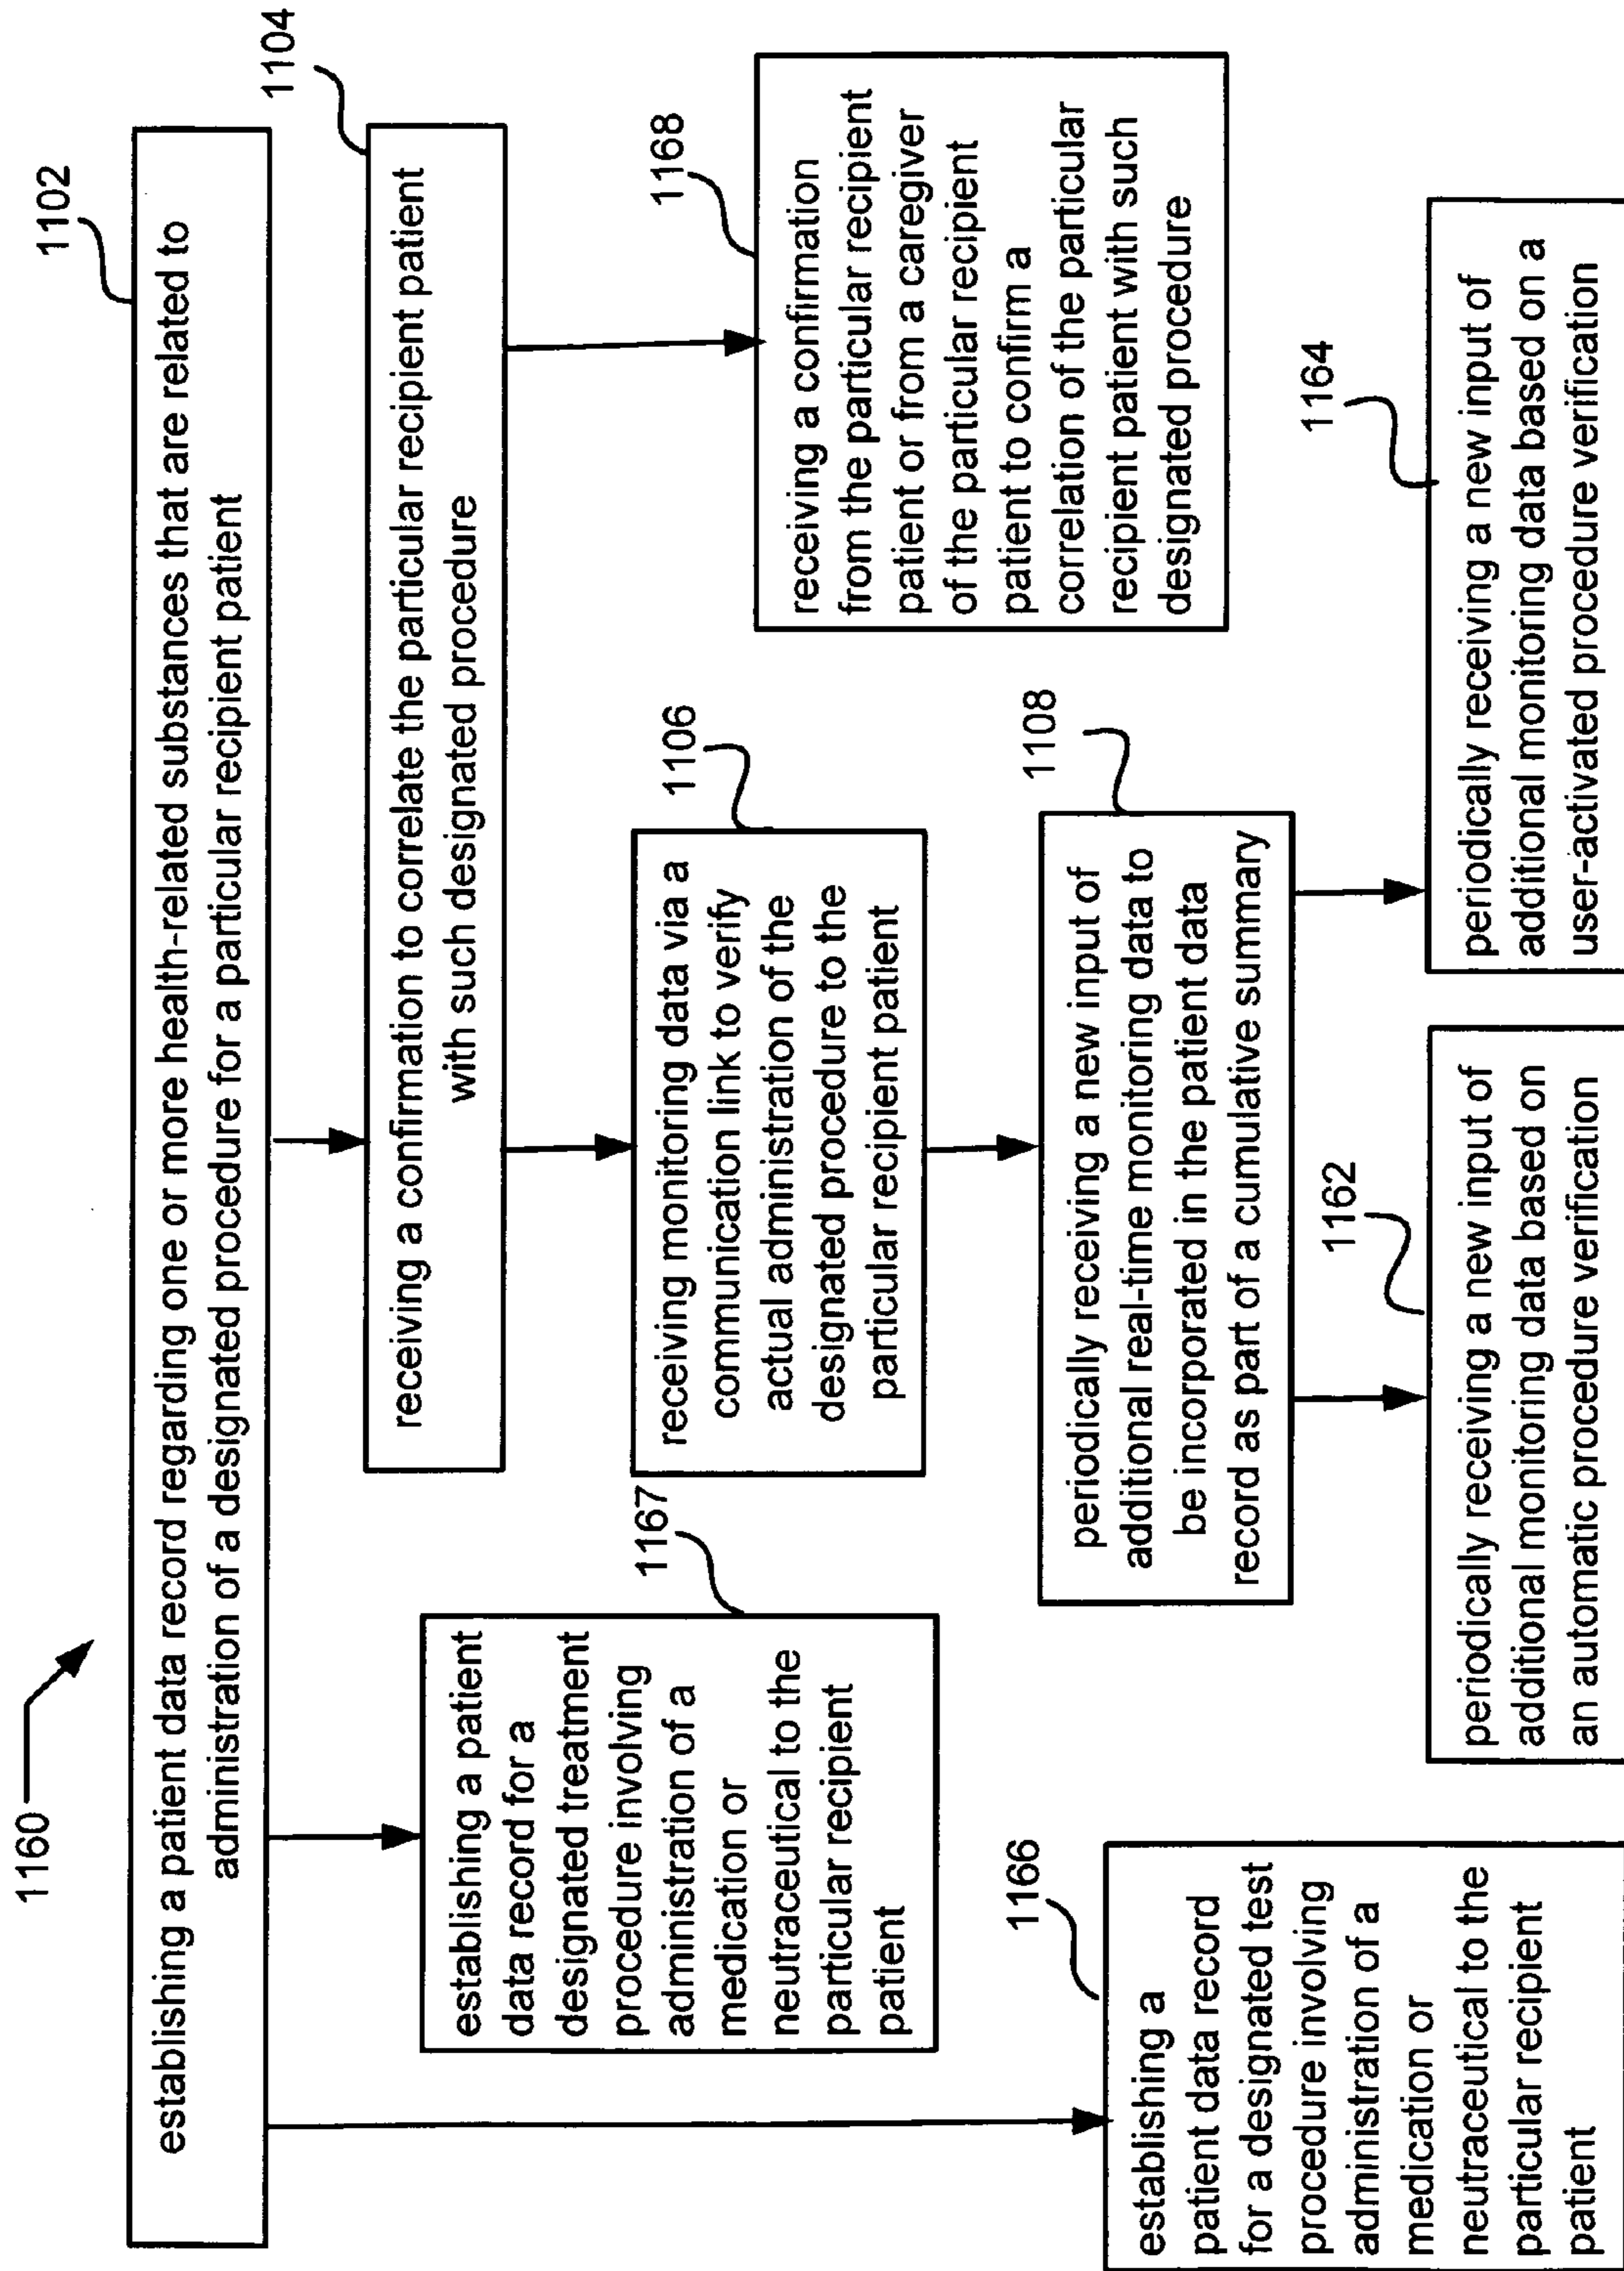 1160
1102
establishing a patient data record regarding one or more health-related substances that are related to
administration of a designated procedure for a particular recipient patient
1104
receiving a confirmation to correlate the particular recipient patient
with such designated procedure
1167
establishing a patient
data record for a
designated treatment
procedure involving
administration of a
medication or
neutraceutical to the
particular recipient
patient
1106
receiving monitoring data via a
communication link to verify
actual administration of the
designated procedure to the
particular recipient patient
1168
receiving a confirmation
from the particular recipient
patient or from a caregiver
of the particular recipient
patient to confirm a
correlation of the particular
recipient patient with such
designated procedure
1108
periodically receiving a new input of
additional real-time monitoring data to
be incorporated in the patient data
record as part of a cumulative summary
1166
establishing a
patient data record
for a designated test
procedure involving
administration of a
medication or
neutraceutical to the
particular recipient
patient
1162
periodically receiving a new input of
additional monitoring data based on
an automatic procedure verification
1164
periodically receiving a new input of
additional monitoring data based on a
user-activated procedure verification